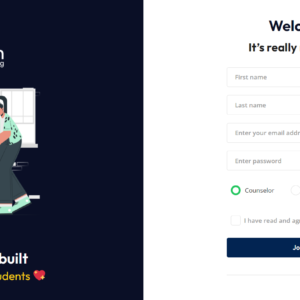 built
udents
Welc
It's really
First name
Last name
Enter your email addr
Enter password
Counselor
I have read and ag
Jo